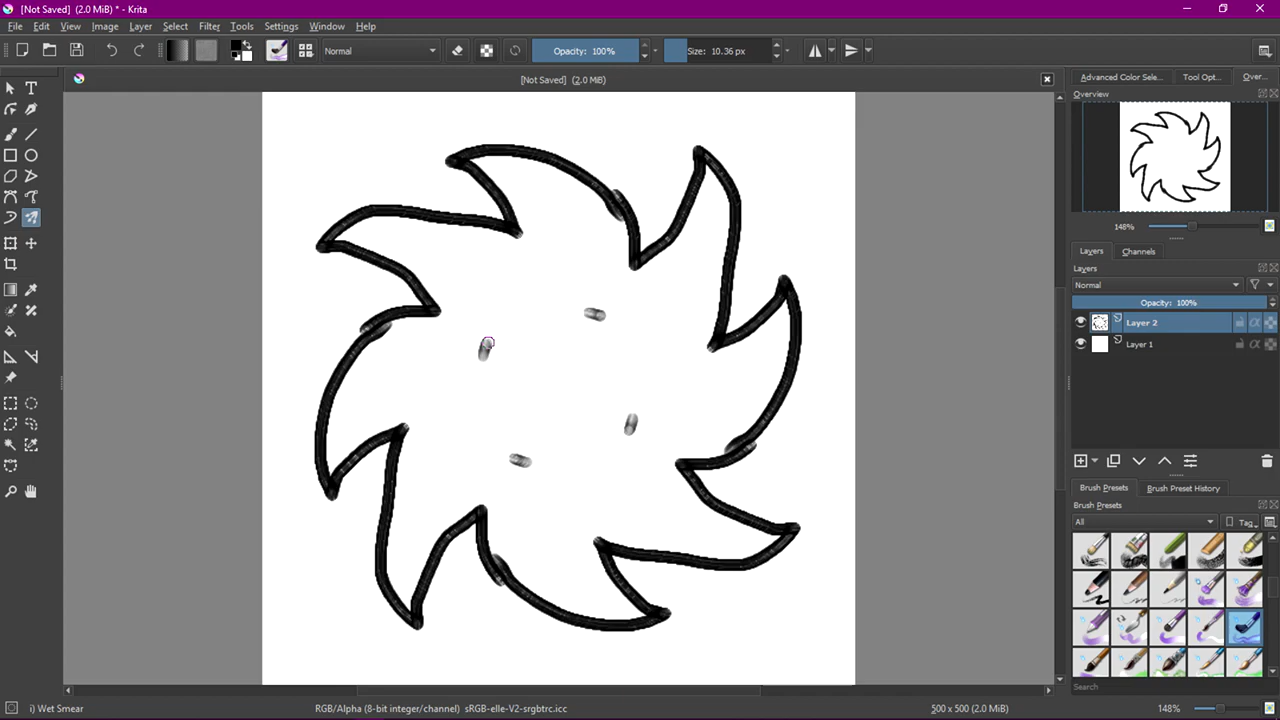 [Not Saved] (2.0 MiB) * - Krita
File Edit View Image Layer Select Filter Tools Settings Window Help
Normal Opacity: 100% Size: 10.36 px
[Not Saved] (2.0 MiB)
Advanced Color Sele... Tool Opt... Over...
Overview
148%
Layers Channels
Layers
Normal
Opacity: 100%
Layer 2
Layer 1
Brush Presets Brush Preset History
Brush Presets
All Tag
Search
i) Wet Smear RGB/Alpha (8-bit integer/channel) sRGB-elle-V2-srgbtrc.icc 500 x 500 (2.0 MiB) 148%